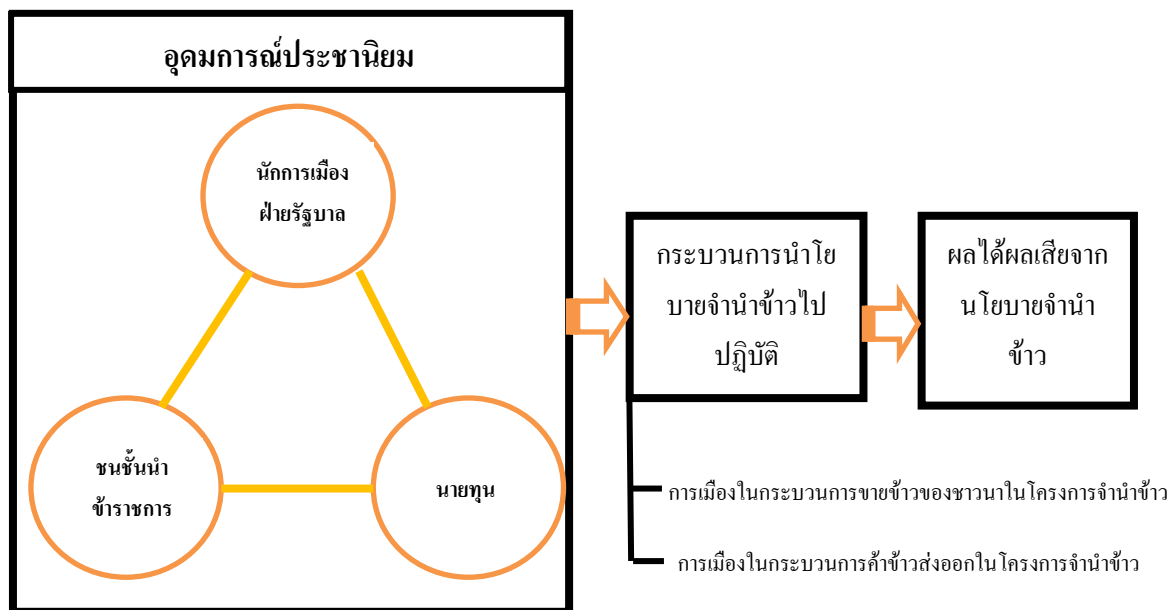 อุดมการณ์ประชานิยม
นักการเมือง
ฝ่ายรัฐบาล
ชนชั้นนำ
ข้าราชการ
นายทุน
กระบวนการนำโย
บายจำนำข้าวไป
ปฏิบัติ
ผลได้ผลเสียจาก
นโยบายจำนำ
ข้าว
การเมืองในกระบวนการขายข้าวของชาวนาในโครงการจำนำข้าว
การเมืองในกระบวนการค้าข้าวส่งออกในโครงการจำนำข้าว